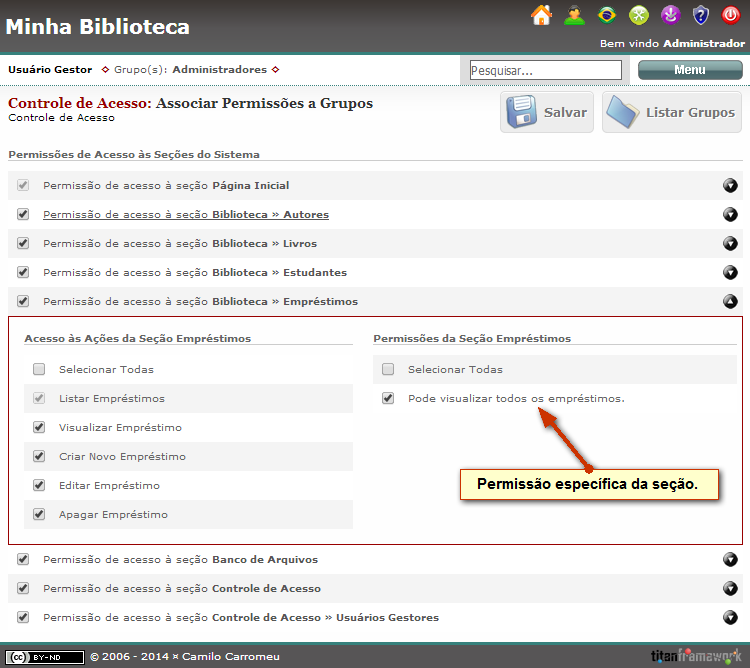 Minha Biblioteca
Bem vindo Administrador
Usuário Gestor ◇ Grupo(s): Administradores ◇
Pesquisar...
Menu
Controle de Acesso: Associar Permissões a Grupos
Controle de Acesso
Salvar
Listar Grupos
Permissões de Acesso às Seções do Sistema
Permissão de acesso à seção Página Inicial
Permissão de acesso à seção Biblioteca » Autores
Permissão de acesso à seção Biblioteca » Livros
Permissão de acesso à seção Biblioteca » Estudantes
Permissão de acesso à seção Biblioteca » Empréstimos
Acesso às Ações da Seção Empréstimos
Selecionar Todas
Listar Empréstimos
Visualizar Empréstimo
Criar Novo Empréstimo
Editar Empréstimo
Apagar Empréstimo
Permissões da Seção Empréstimos
Selecionar Todas
Pode visualizar todos os empréstimos.
Permissão específica da seção.
Permissão de acesso à seção Banco de Arquivos
Permissão de acesso à seção Controle de Acesso
Permissão de acesso à seção Controle de Acesso » Usuários Gestores
cc BY-ND © 2006 - 2014 ¤ Camilo Carromeu
titanframework